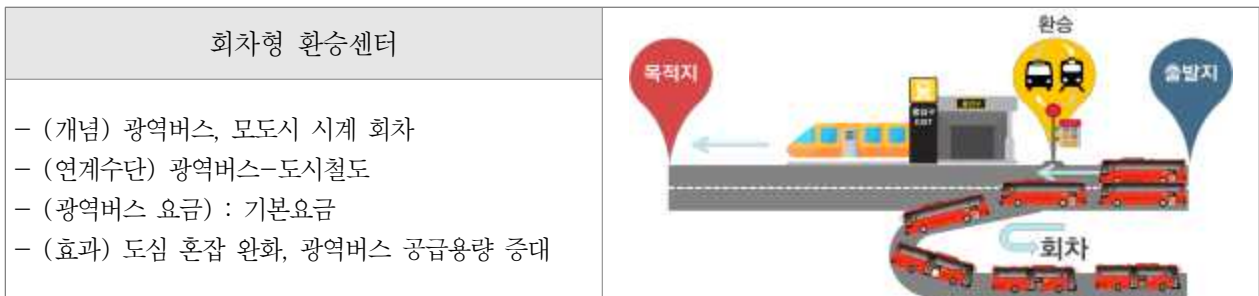 회차형 환승센터
- (개념) 광역버스, 모도시 시계 회차
- (연계수단) 광역버스-도시철도
- (광역버스 요금) : 기본요금
- (효과) 도심 혼잡 완화, 광역버스 공급용량 증대
환승
목적지
출발지
EXIT
회차